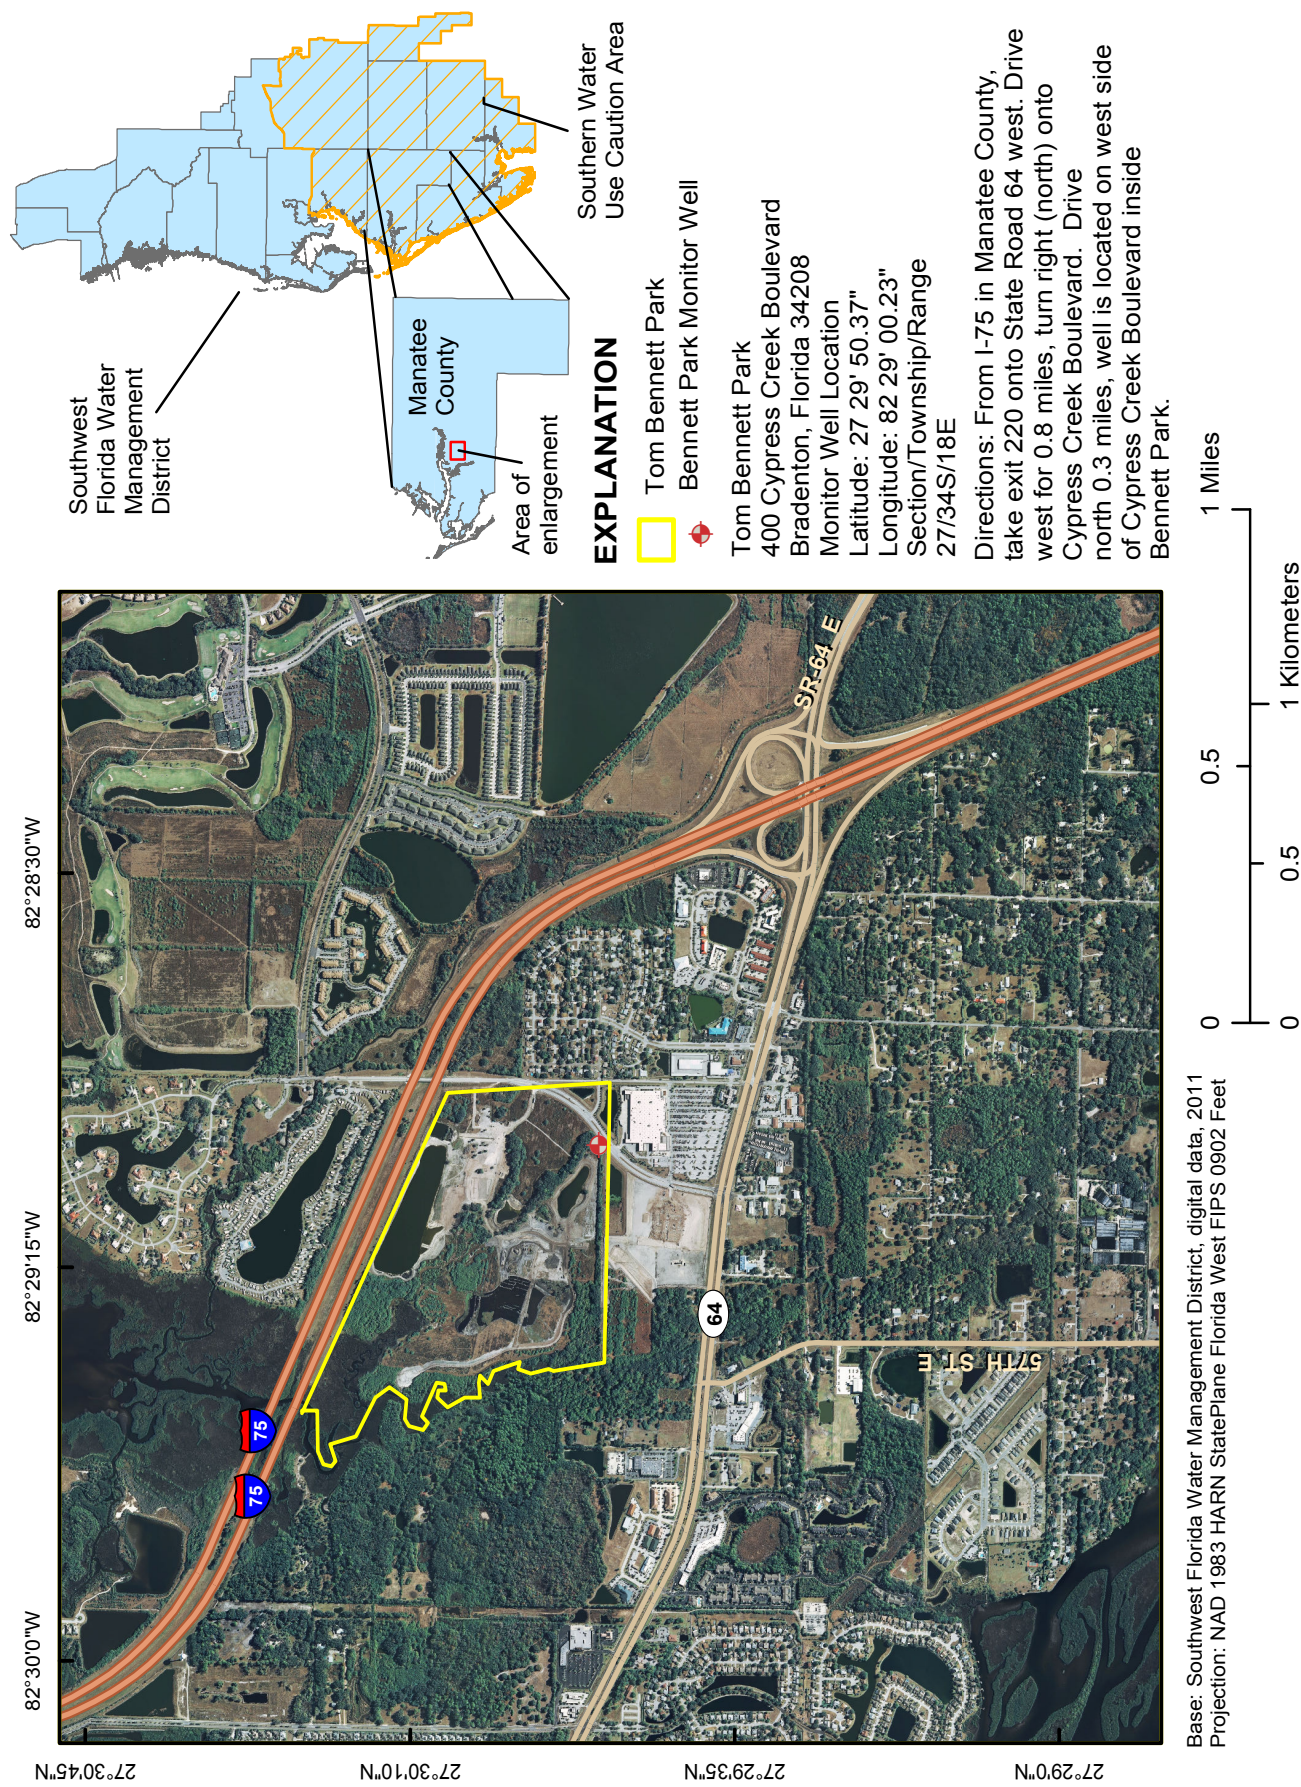 82°30'0"W
82°29'15"W
82°28'30"W
27°30'45"N
27°30'10"N
27°29'35"N
27°29'0"N
75
75
64
SR-64 E
57TH ST. E
Southwest
Florida Water
Management
District
Southern Water
Use Caution Area
Manatee
County
Area of
enlargement
EXPLANATION
Tom Bennett Park
Bennett Park Monitor Well
Tom Bennett Park
400 Cypress Creek Boulevard
Bradenton, Florida 34208
Monitor Well Location
Latitude: 27 29' 50.37"
Longitude: 82 29' 00.23"
Section/Township/Range
27/34S/18E
Directions: From I-75 in Manatee County,
take exit 220 onto State Road 64 west. Drive
west for 0.8 miles, turn right (north) onto
Cypress Creek Boulevard. Drive
north 0.3 miles, well is located on west side
of Cypress Creek Boulevard inside
Bennett Park.
Base: Southwest Florida Water Management District, digital data, 2011
Projection: NAD 1983 HARN StatePlane Florida West FIPS 0902 Feet
0 0.5 1 Miles
0 0.5 1 Kilometers